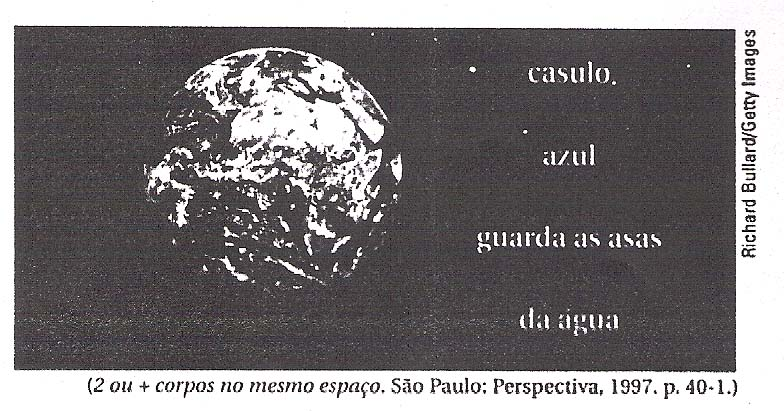 casulo
azul
guarda as asas
da água
Richard Bullard/Getty Images
(2 ou + corpos no mesmo espaço. São Paulo: Perspectiva, 1997. p. 40-1.)